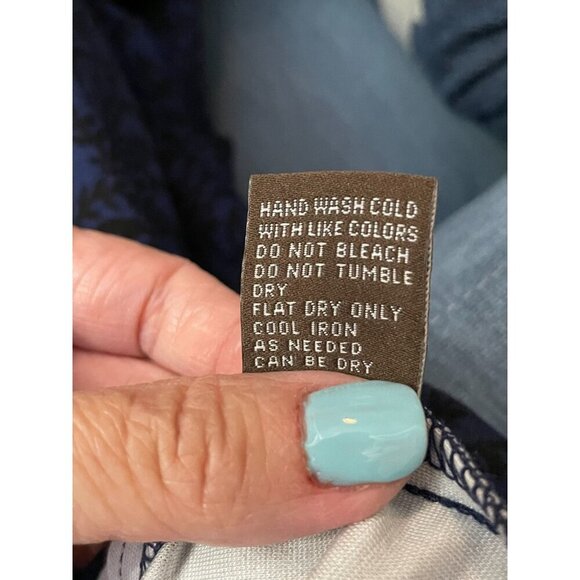 HAND WASH COLD
WITH LIKE COLORS
DO NOT BLEACH
DO NOT TUMBLE
DRY
FLAT DRY ONLY
COOL IRON
AS NEEDED
CAN BE DRY